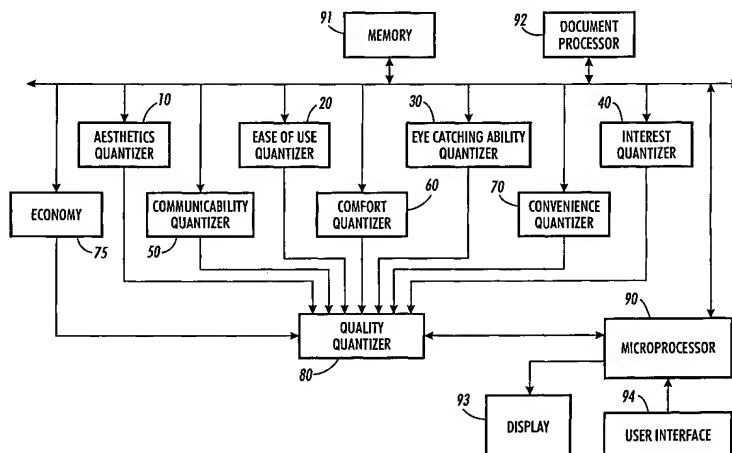 91
MEMORY
92
DOCUMENT
PROCESSOR
10
AESTHETICS
QUANTIZER
20
EASE OF USE
QUANTIZER
30
EYE CATCHING ABILITY
QUANTIZER
40
INTEREST
QUANTIZER
ECONOMY
75
COMMUNICABILITY
QUANTIZER
50
COMFORT
QUANTIZER
60
70
CONVENIENCE
QUANTIZER
QUALITY
QUANTIZER
80
90
MICROPROCESSOR
93
DISPLAY
94
USER INTERFACE